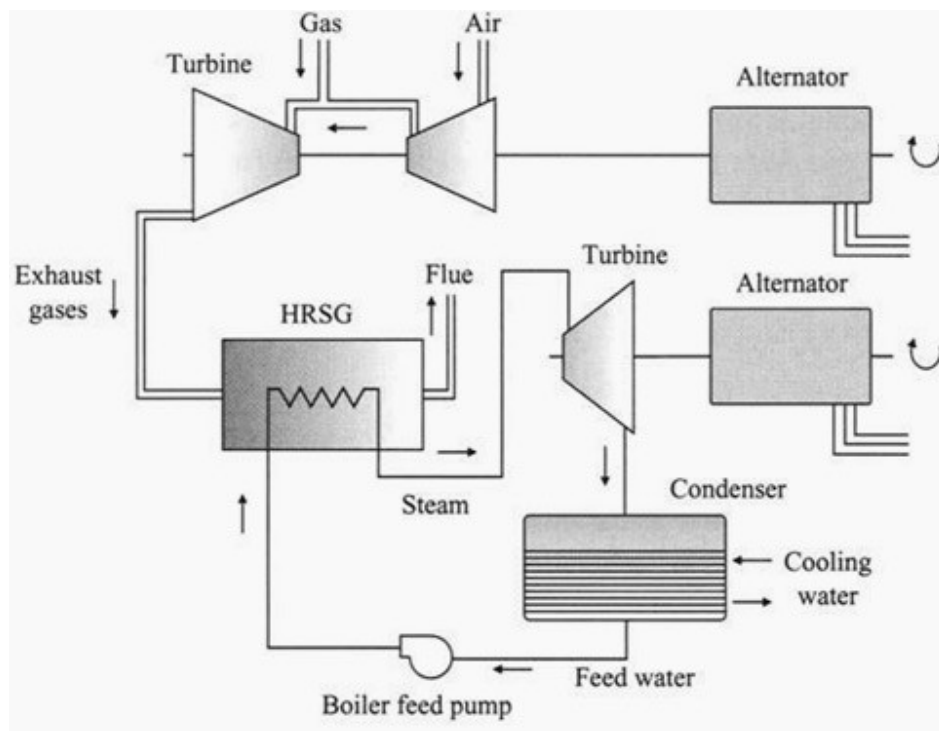 Gas
Air
Turbine
Alternator
Exhaust
gases
Flue
HRSG
Turbine
Alternator
Steam
Condenser
Cooling
water
Feed water
Boiler feed pump